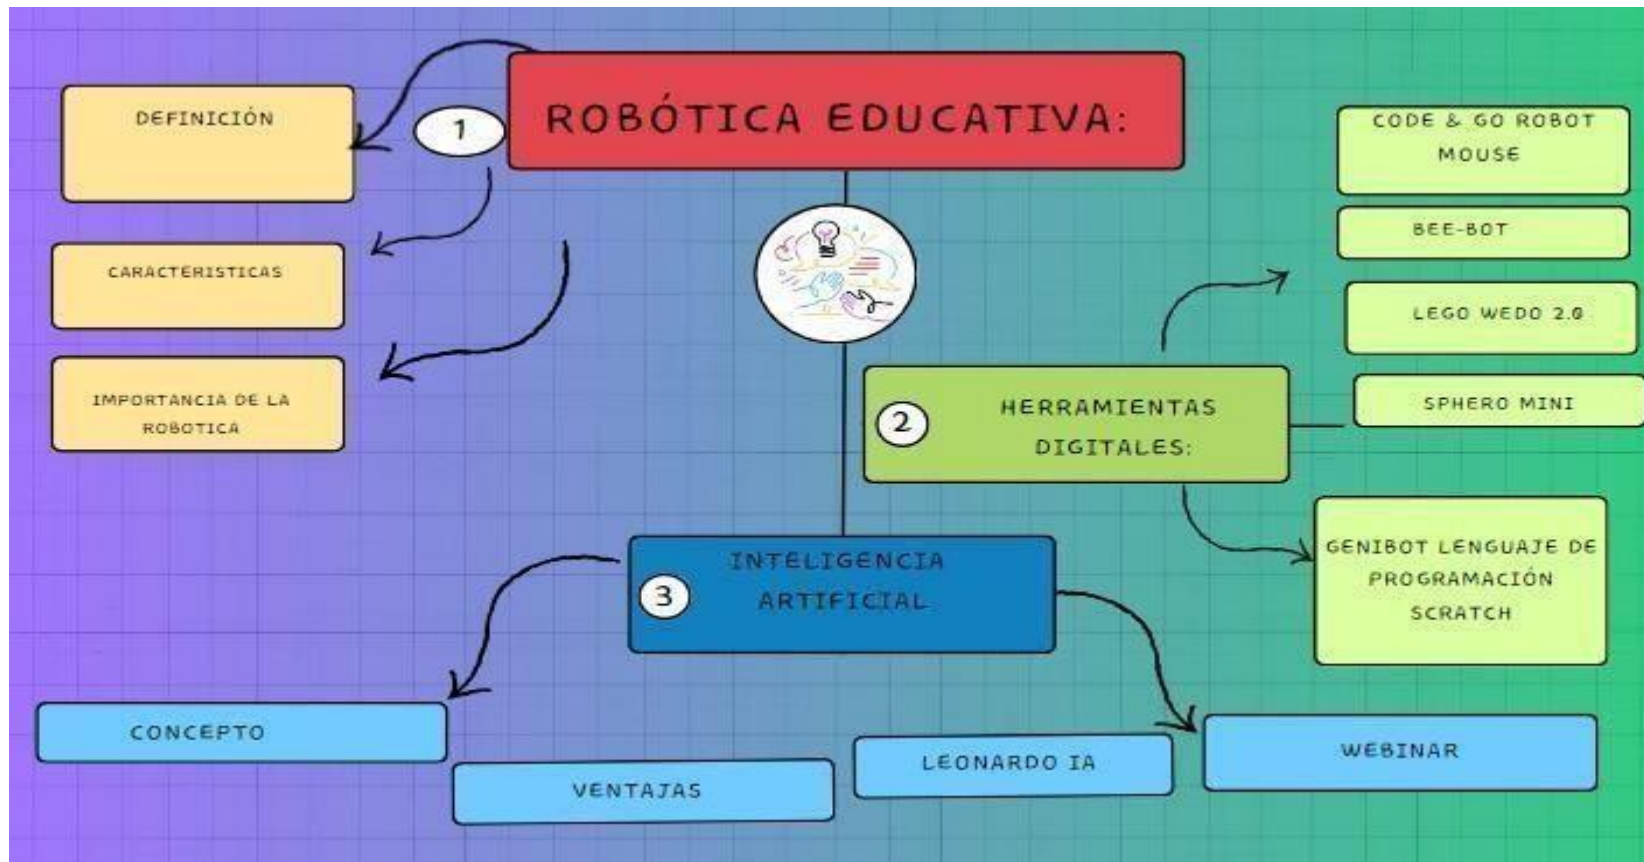 1
ROBÓTICA EDUCATIVA:
DEFINICIÓN
CARACTERISTICAS
IMPORTANCIA DE LA
ROBOTICA
2
HERRAMIENTAS
DIGITALES:
CODE & GO ROBOT
MOUSE
BEE-BOT
LEGO WEDO 2.0
SPHERO MINI
GENIBOT LENGUAJE DE
PROGRAMACIÓN
SCRATCH
3
INTELIGENCIA
ARTIFICIAL
CONCEPTO
VENTAJAS
LEONARDO IA
WEBINAR